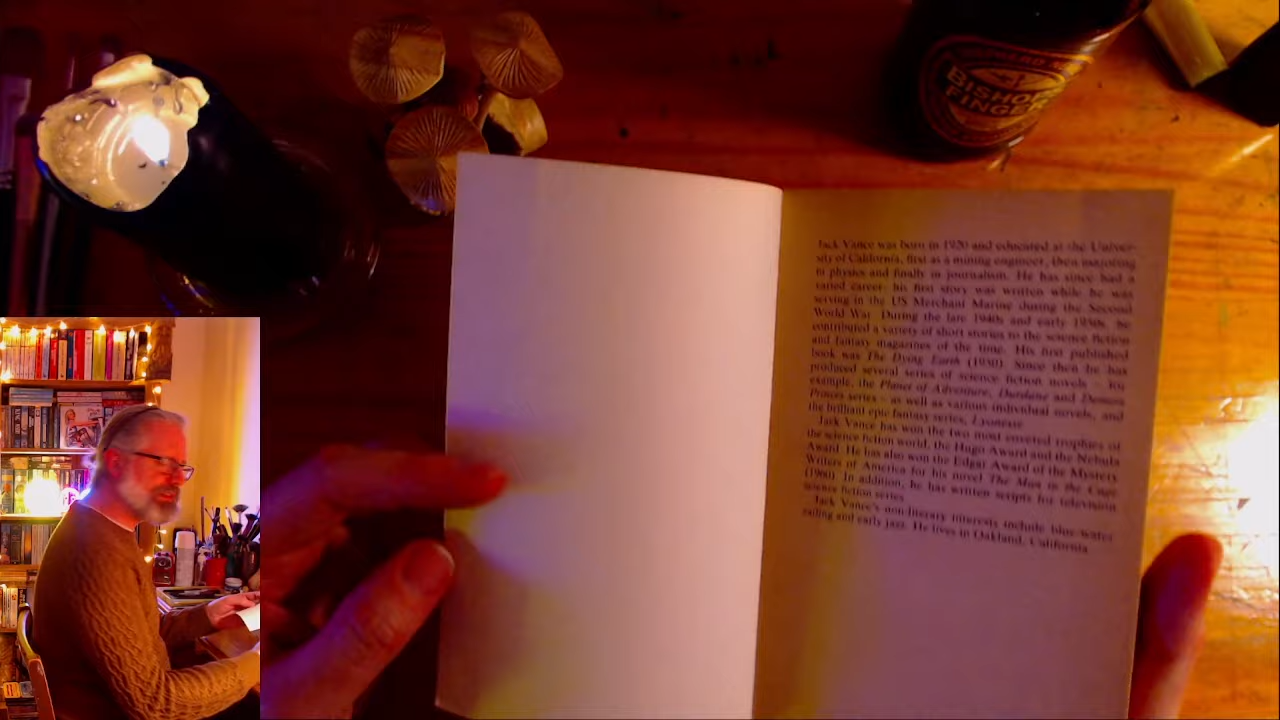 BISHOPS
FINGER
Jack Vance was born in 1920 and educated at the Univer-
sity of California, first as a mining engineer, then majoring
in physics and finally in journalism. He has since had a
varied career: his first story was written while he was
serving in the US Merchant Marine during the Second
World War. During the late 1940s and early 1950s, he
contributed a variety of short stories to the science fiction
and fantasy magazines of the time. His first published
book was The Dying Earth (1950). Since then he has
produced several series of science fiction novels – for
example, the Planet of Adventure, Durdane and Demon
Princes series – as well as various individual novels, and
the brilliant epic fantasy series, Lyonesse.
Jack Vance has won the two most coveted trophies of
the science fiction world, the Hugo Award and the Nebula
Award. He has also won the Edgar Award of the Mystery
Writers of America for his novel The Man in the Cage
(1960). In addition, he has written scripts for television
science fiction series.
Jack Vance's non-literary interests include blue-water
sailing and early jazz. He lives in Oakland, California.